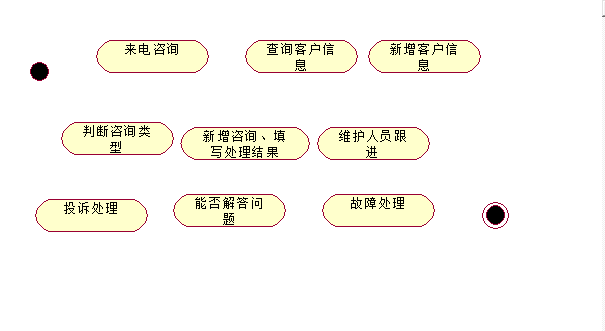 来电咨询
查询客户信
息
新增客户信
息
判断咨询类
型
新增咨询、填
写处理结果
维护人员跟
进
投诉处理
能否解答问
题
故障处理